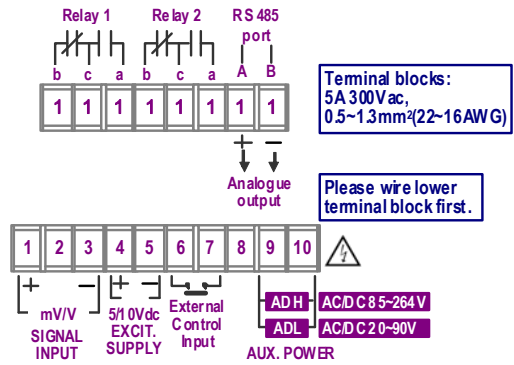 Relay 1 Relay 2 RS 485
port
b c a b c a A B
1 1 1 1 1 1 1 1
Terminal blocks:
5A 300Vac,
0.5~1.3mm²(22~16AWG)
+ −
Analogue
output
Please wire lower
terminal block first.
1 2 3 4 5 6 7 8 9 10
+ − + −
mV/V
SIGNAL
INPUT
5/10Vdc
EXCIT.
SUPPLY
External
Control
Input
ADH AC/DC 85~264V
ADL AC/DC 20~90V
AUX. POWER